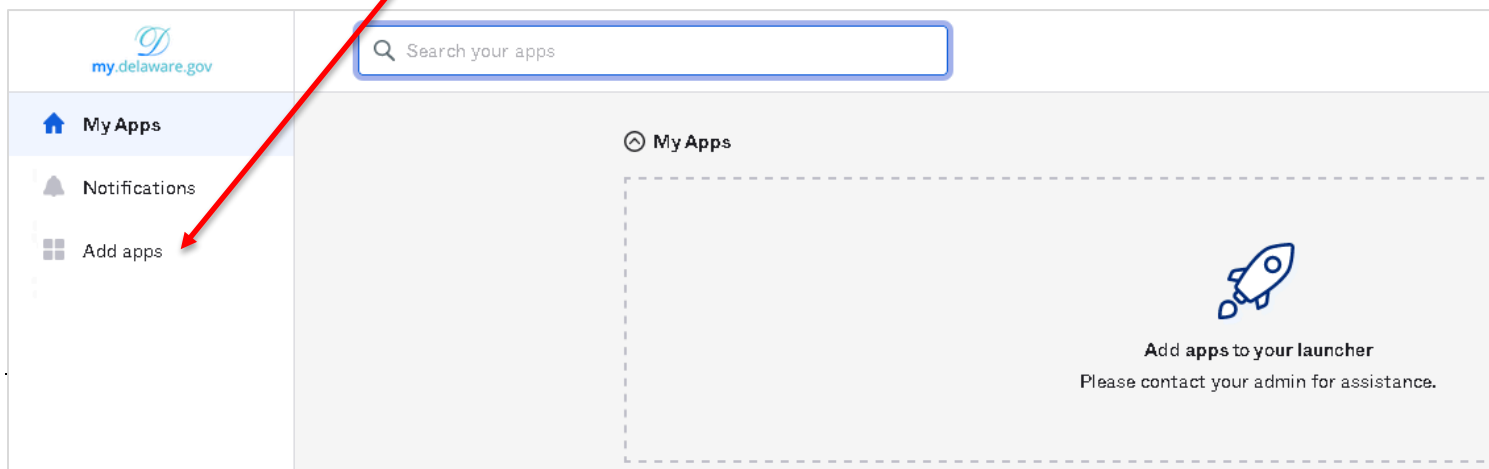 D
my.delaware.gov
Search your apps
My Apps
Notifications
Add apps
My Apps
Add apps to your launcher
Please contact your admin for assistance.